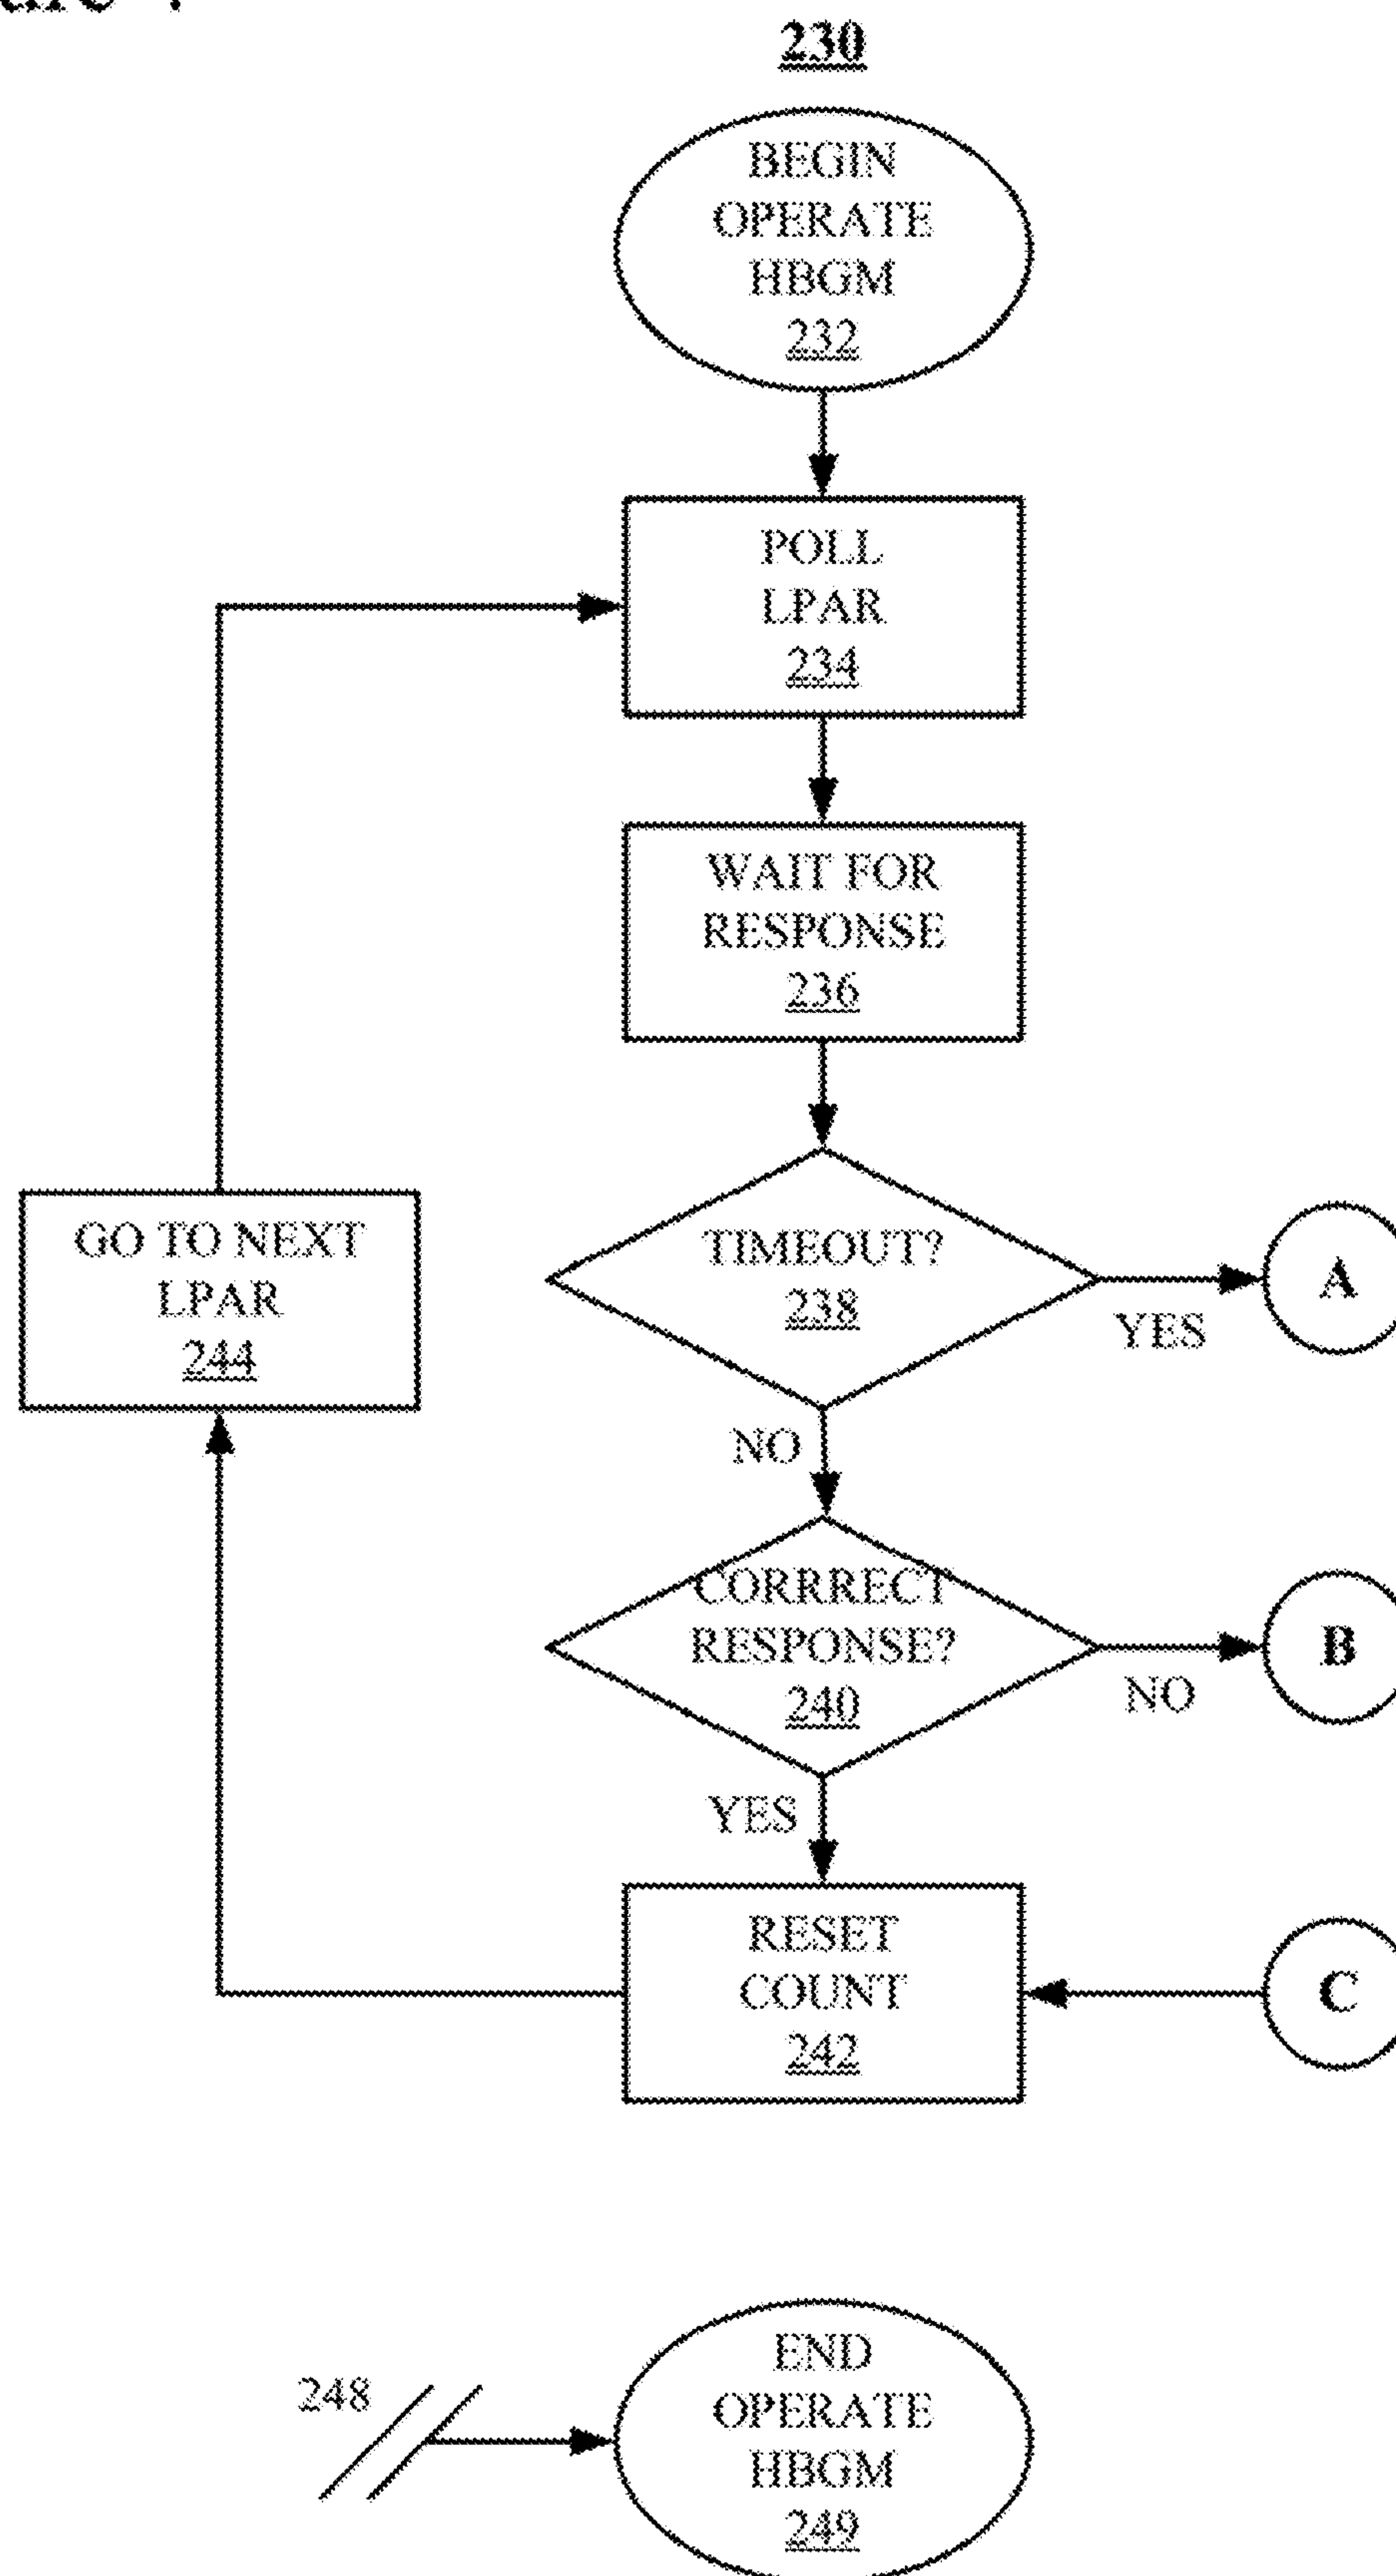 230
BEGIN
OPERATE
HBGM
232
POLL
LPAR
234
WAIT FOR
RESPONSE
236
TIMEOUT?
238
YES
A
GO TO NEXT
LPAR
244
NO
CORRRECT
RESPONSE?
240
NO
B
YES
RESET
COUNT
242
C
248
END
OPERATE
HBGM
249